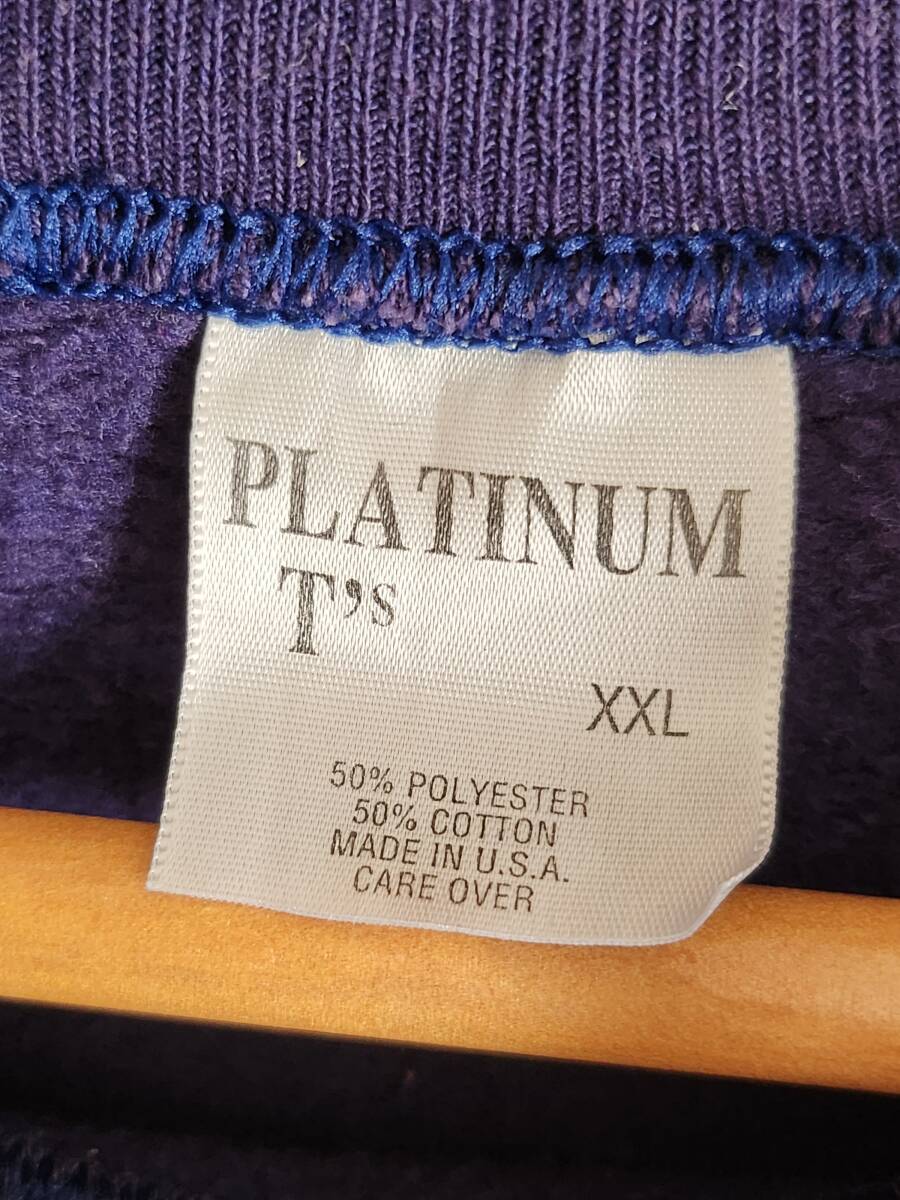 PLATINUM
T's
XXL
50% POLYESTER
50% COTTON
MADE IN U.S.A.
CARE OVER